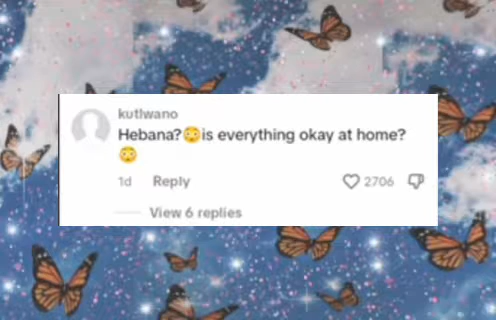 kutlwano
Hebana?😳is everything okay at home?
😳
1d Reply 2706
View 6 replies